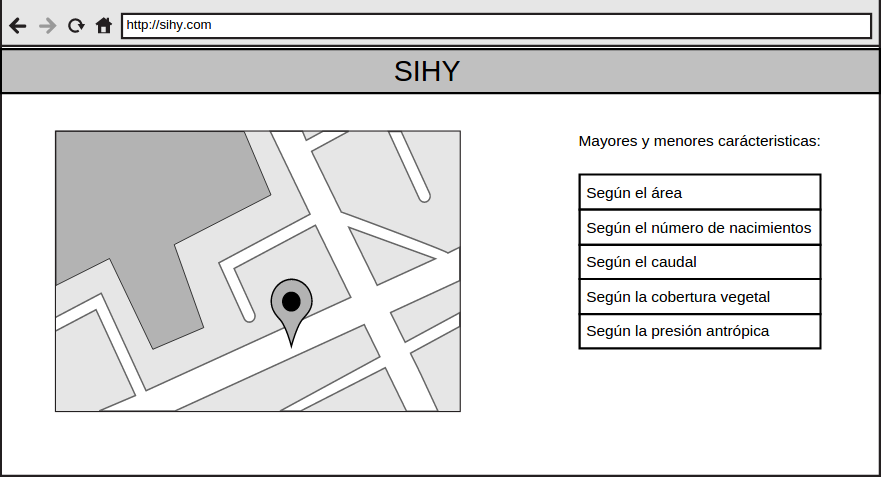 http://sihy.com
SIHY
Mayores y menores carácteristicas:
Según el área
Según el número de nacimientos
Según el caudal
Según la cobertura vegetal
Según la presión antrópica